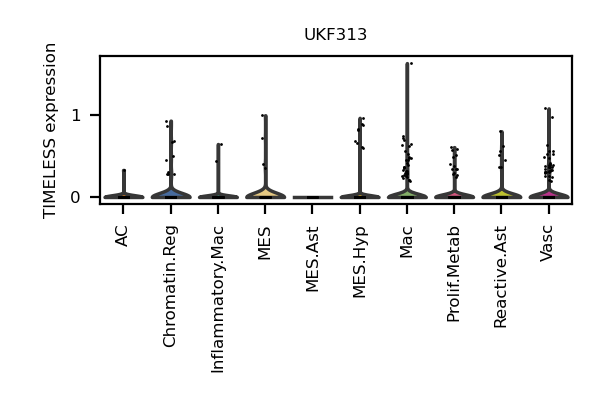 UKF313
TIMELESS expression
1
0
AC
Chromatin.Reg
Inflammatory.Mac
MES
MES.Ast
MES.Hyp
Mac
Prolif.Metab
Reactive.Ast
Vasc